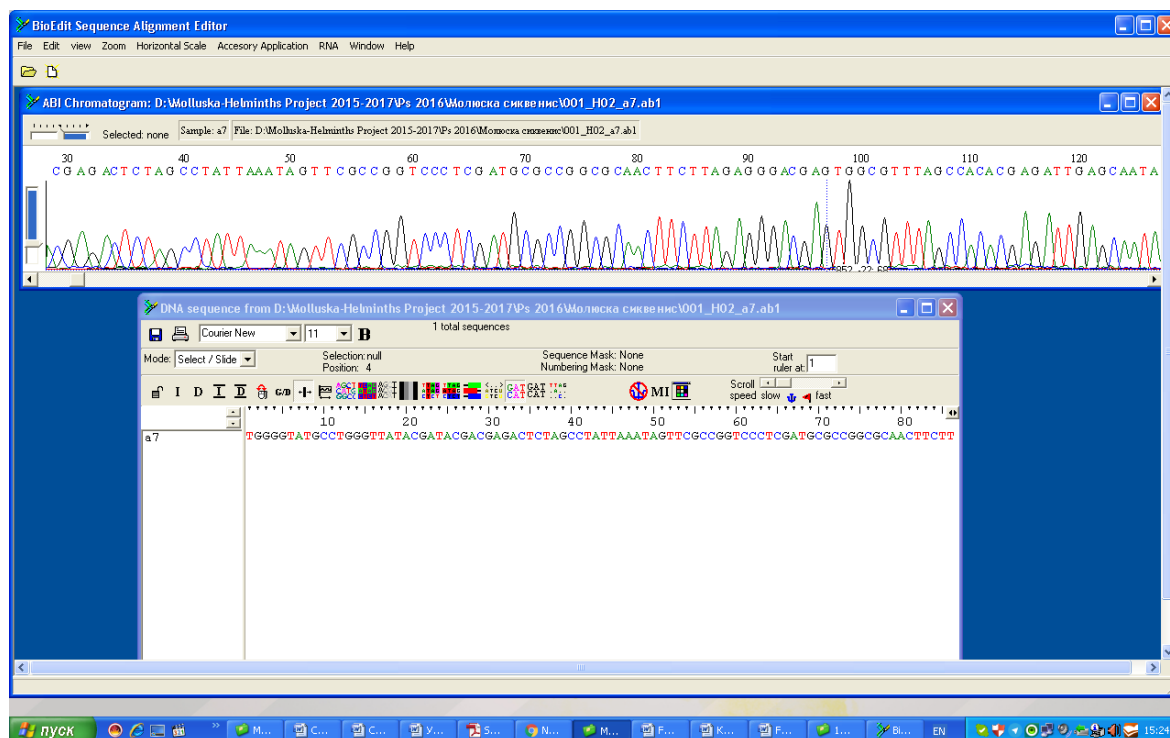 BioEdit Sequence Alignment Editor
File Edit view Zoom Horizontal Scale Accesory Application RNA Window Help
ABI Chromatogram: D:\Molluska-Helminths Project 2015-2017\Ps 2016\Молюска сиквенис\001_H02_a7.ab1
Selected: none Sample: a7 File: D:\Molluska-Helminths Project 2015-2017\Ps 2016\Молюска сиквенис\001_H02_a7.ab1
30 40 50 60 70 80 90 100 110 120
CGAGACTCTAGCCTATTAAATAGTTCGCCGGTCCCTCGATGCGCCGGCGCAACTTCTTAGAGGGACGAGTGGCGTTTAGCCACACGAGATTGAGCAATA
DNA sequence from D:\Molluska-Helminths Project 2015-2017\Ps 2016\Молюска сиквенис\001_H02_a7.ab1
Courier New 11 B 1 total sequences
Mode: Select / Slide Selection: null Sequence Mask: None Start
Position: 4 Numbering Mask: None ruler at: 1
I D I D G/D MI Scroll
speed slow fast
10 20 30 40 50 60 70 80
a7 TGGGGTATGCCTGGGTTATACGATACGACGAGACTCTAGCCTATTAAATAGTTCGCCGGTCCCTCGATGCGCCGGCGCAACTTCTT
пуск M... C... C... У... S... N... M... F... К... F... 1... Bi... EN 15:24